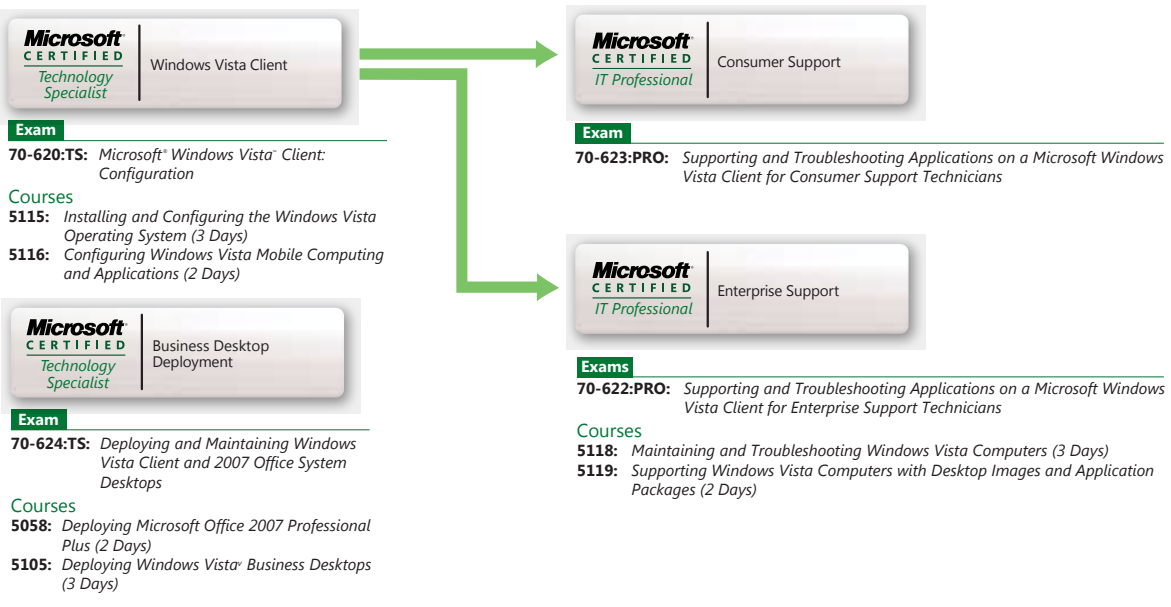 Microsoft®
CERTIFIED
Technology
Specialist
Windows Vista Client
Exam
70-620:TS: Microsoft® Windows Vista™ Client:
Configuration
Courses
5115: Installing and Configuring the Windows Vista
Operating System (3 Days)
5116: Configuring Windows Vista Mobile Computing
and Applications (2 Days)
Microsoft®
CERTIFIED
Technology
Specialist
Business Desktop
Deployment
Exam
70-624:TS: Deploying and Maintaining Windows
Vista Client and 2007 Office System
Desktops
Courses
5058: Deploying Microsoft Office 2007 Professional
Plus (2 Days)
5105: Deploying Windows Vista® Business Desktops
(3 Days)
Microsoft®
CERTIFIED
IT Professional
Consumer Support
Exam
70-623:PRO: Supporting and Troubleshooting Applications on a Microsoft Windows
Vista Client for Consumer Support Technicians
Microsoft®
CERTIFIED
IT Professional
Enterprise Support
Exams
70-622:PRO: Supporting and Troubleshooting Applications on a Microsoft Windows
Vista Client for Enterprise Support Technicians
Courses
5118: Maintaining and Troubleshooting Windows Vista Computers (3 Days)
5119: Supporting Windows Vista Computers with Desktop Images and Application
Packages (2 Days)